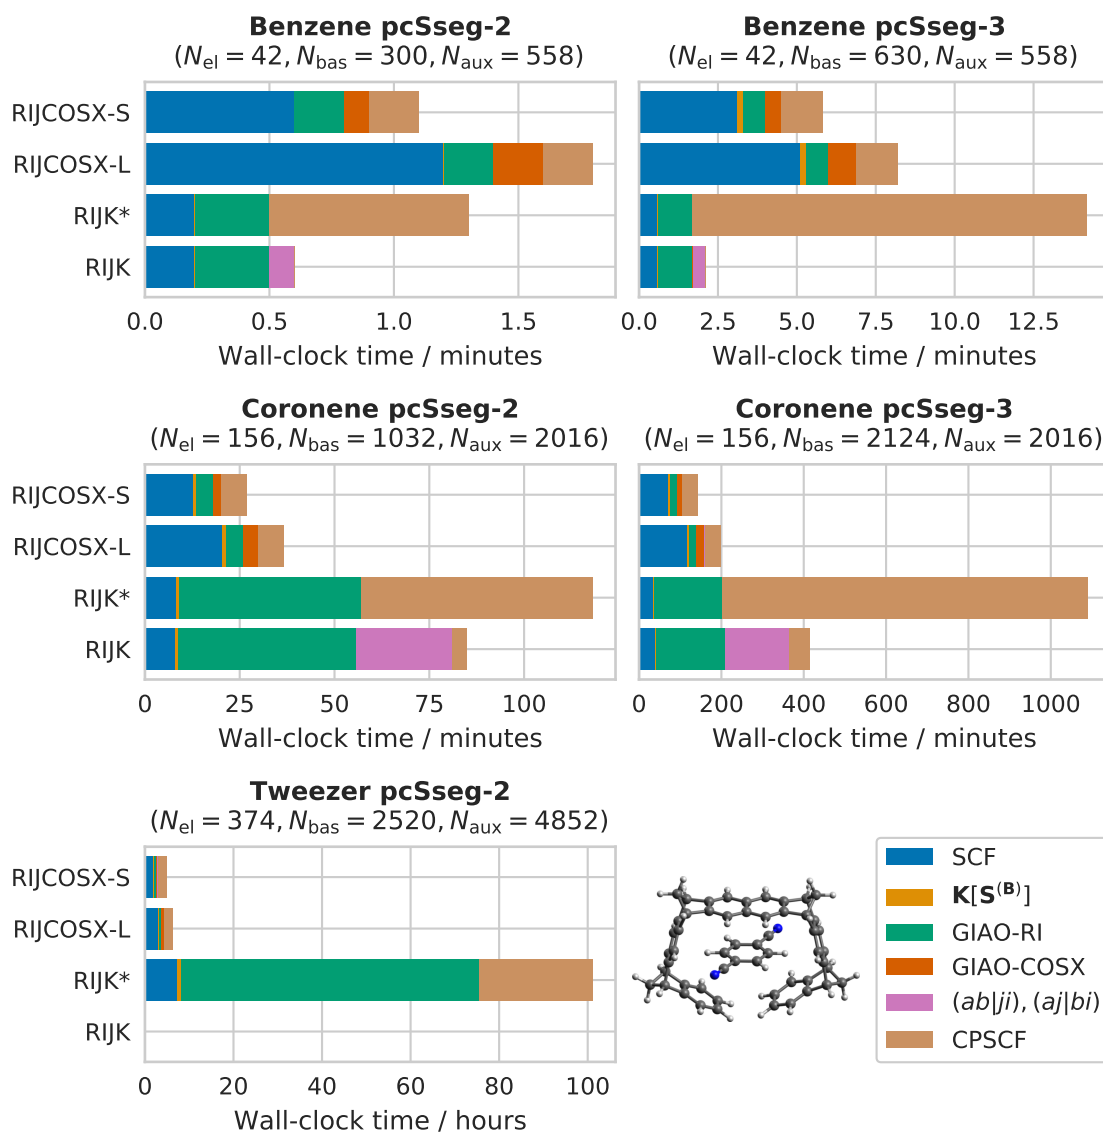 Benzene pcSseg-2
(N_el = 42, N_bas = 300, N_aux = 558)
RIJCOSX-S
RIJCOSX-L
RIJK*
RIJK
0.0 0.5 1.0 1.5
Wall-clock time / minutes
Benzene pcSseg-3
(N_el = 42, N_bas = 630, N_aux = 558)
0.0 2.5 5.0 7.5 10.0 12.5
Wall-clock time / minutes
Coronene pcSseg-2
(N_el = 156, N_bas = 1032, N_aux = 2016)
RIJCOSX-S
RIJCOSX-L
RIJK*
RIJK
0 25 50 75 100
Wall-clock time / minutes
Coronene pcSseg-3
(N_el = 156, N_bas = 2124, N_aux = 2016)
0 200 400 600 800 1000
Wall-clock time / minutes
Tweezer pcSseg-2
(N_el = 374, N_bas = 2520, N_aux = 4852)
RIJCOSX-S
RIJCOSX-L
RIJK*
RIJK
0 20 40 60 80 100
Wall-clock time / hours
SCF
K[S^(B)]
GIAO-RI
GIAO-COSX
(ab|ji), (aj|bi)
CPSCF